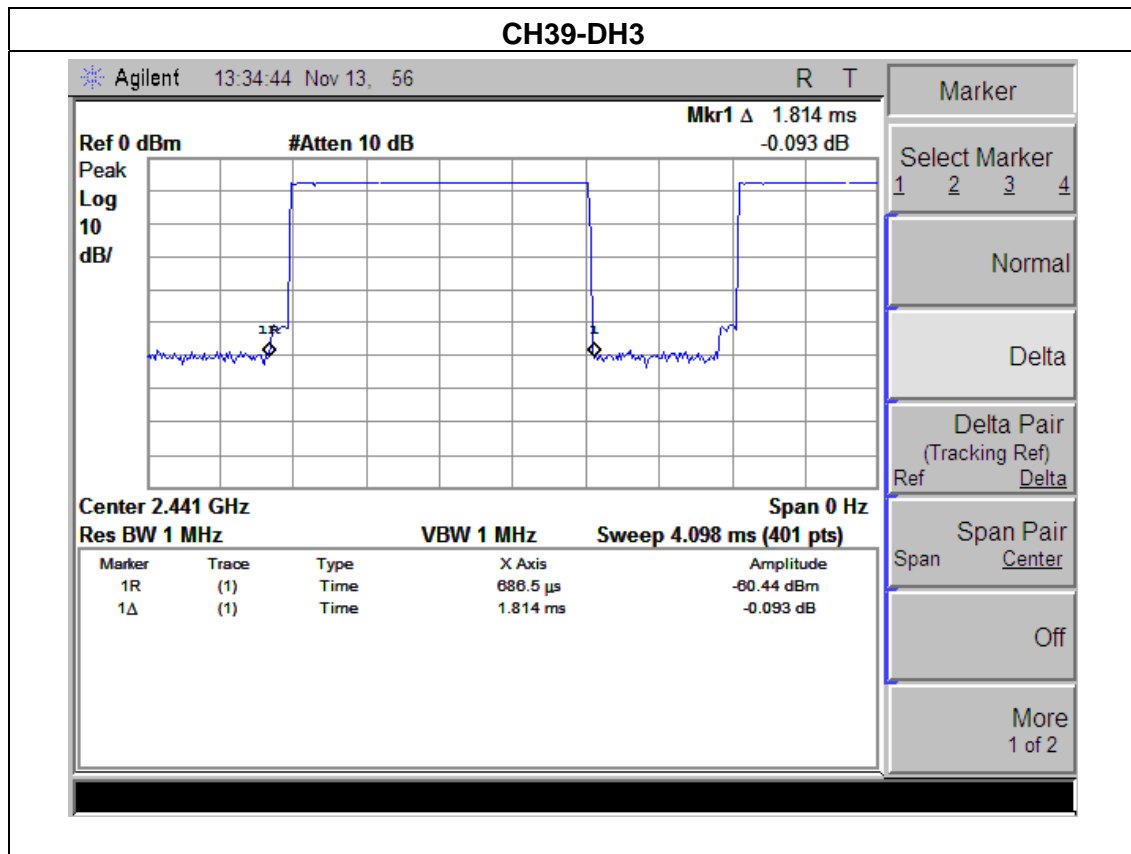 CH39-DH3
Agilent 13:34:44 Nov 13, 56 R T
Mkr1 Δ 1.814 ms
Ref 0 dBm #Atten 10 dB -0.093 dB
Peak
Log
10
dB/
1R
1
Center 2.441 GHz Span 0 Hz
Res BW 1 MHz VBW 1 MHz Sweep 4.098 ms (401 pts)
Marker Trace Type X Axis Amplitude
1R (1) Time 686.5 µs -60.44 dBm
1Δ (1) Time 1.814 ms -0.093 dB
Marker
Select Marker
1 2 3 4
Normal
Delta
Delta Pair
(Tracking Ref)
Ref Delta
Span Pair
Span Center
Off
More
1 of 2